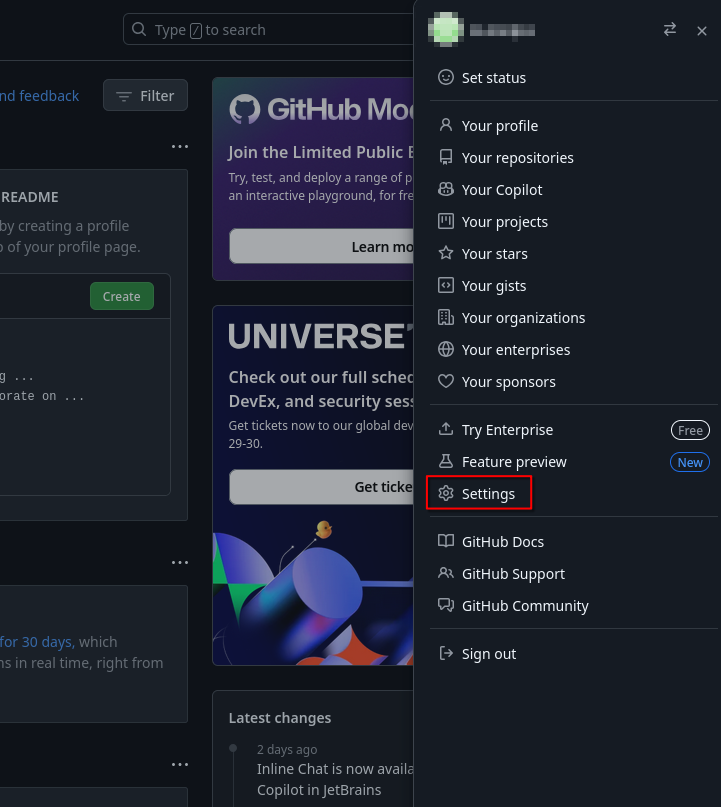 Type / to search
nd feedback
Filter
README
by creating a profile
o of your profile page.
Create
g ...
orate on ...
for 30 days, which
ns in real time, right from
GitHub Mo
Join the Limited Public
Try, test, and deploy a range of p
an interactive playground, for fre
Learn mo
UNIVERSE
Check out our full sched
DevEx, and security sess
Get tickets now to our global dev
29-30.
Get ticke
Latest changes
2 days ago
Inline Chat is now availa
Copilot in JetBrains
Set status
Your profile
Your repositories
Your Copilot
Your projects
Your stars
Your gists
Your organizations
Your enterprises
Your sponsors
Try Enterprise Free
Feature preview New
Settings
GitHub Docs
GitHub Support
GitHub Community
Sign out